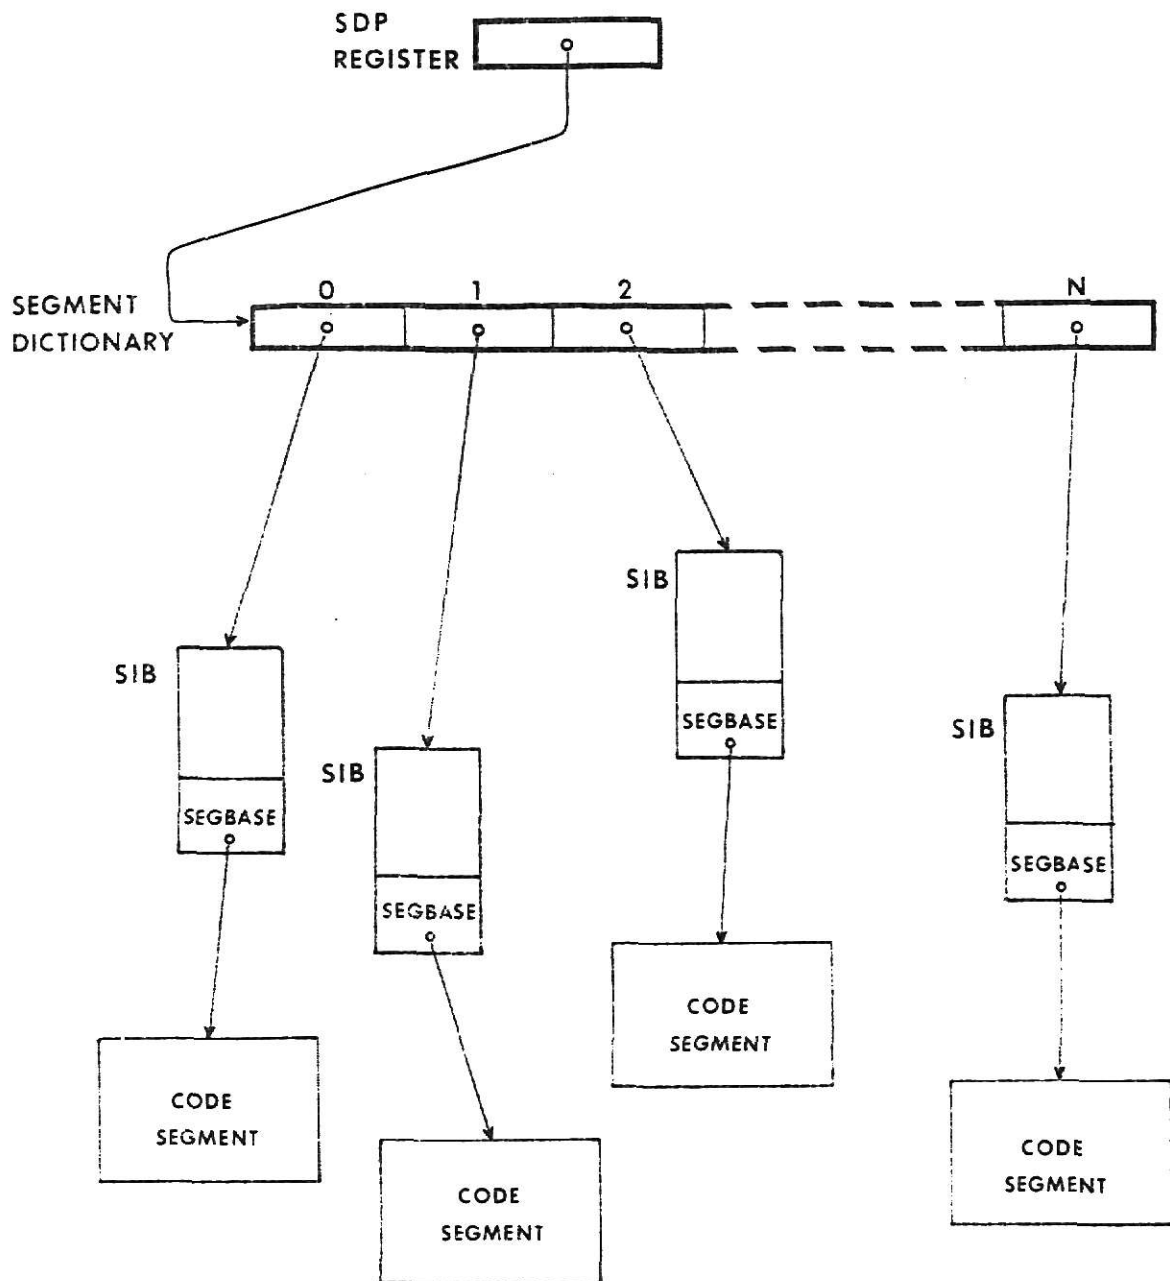 SDP
REGISTER
SEGMENT
DICTIONARY
0
1
2
N
SIB
SEGBASE
CODE
SEGMENT
SIB
SEGBASE
CODE
SEGMENT
SIB
SEGBASE
CODE
SEGMENT
SIB
SEGBASE
CODE
SEGMENT